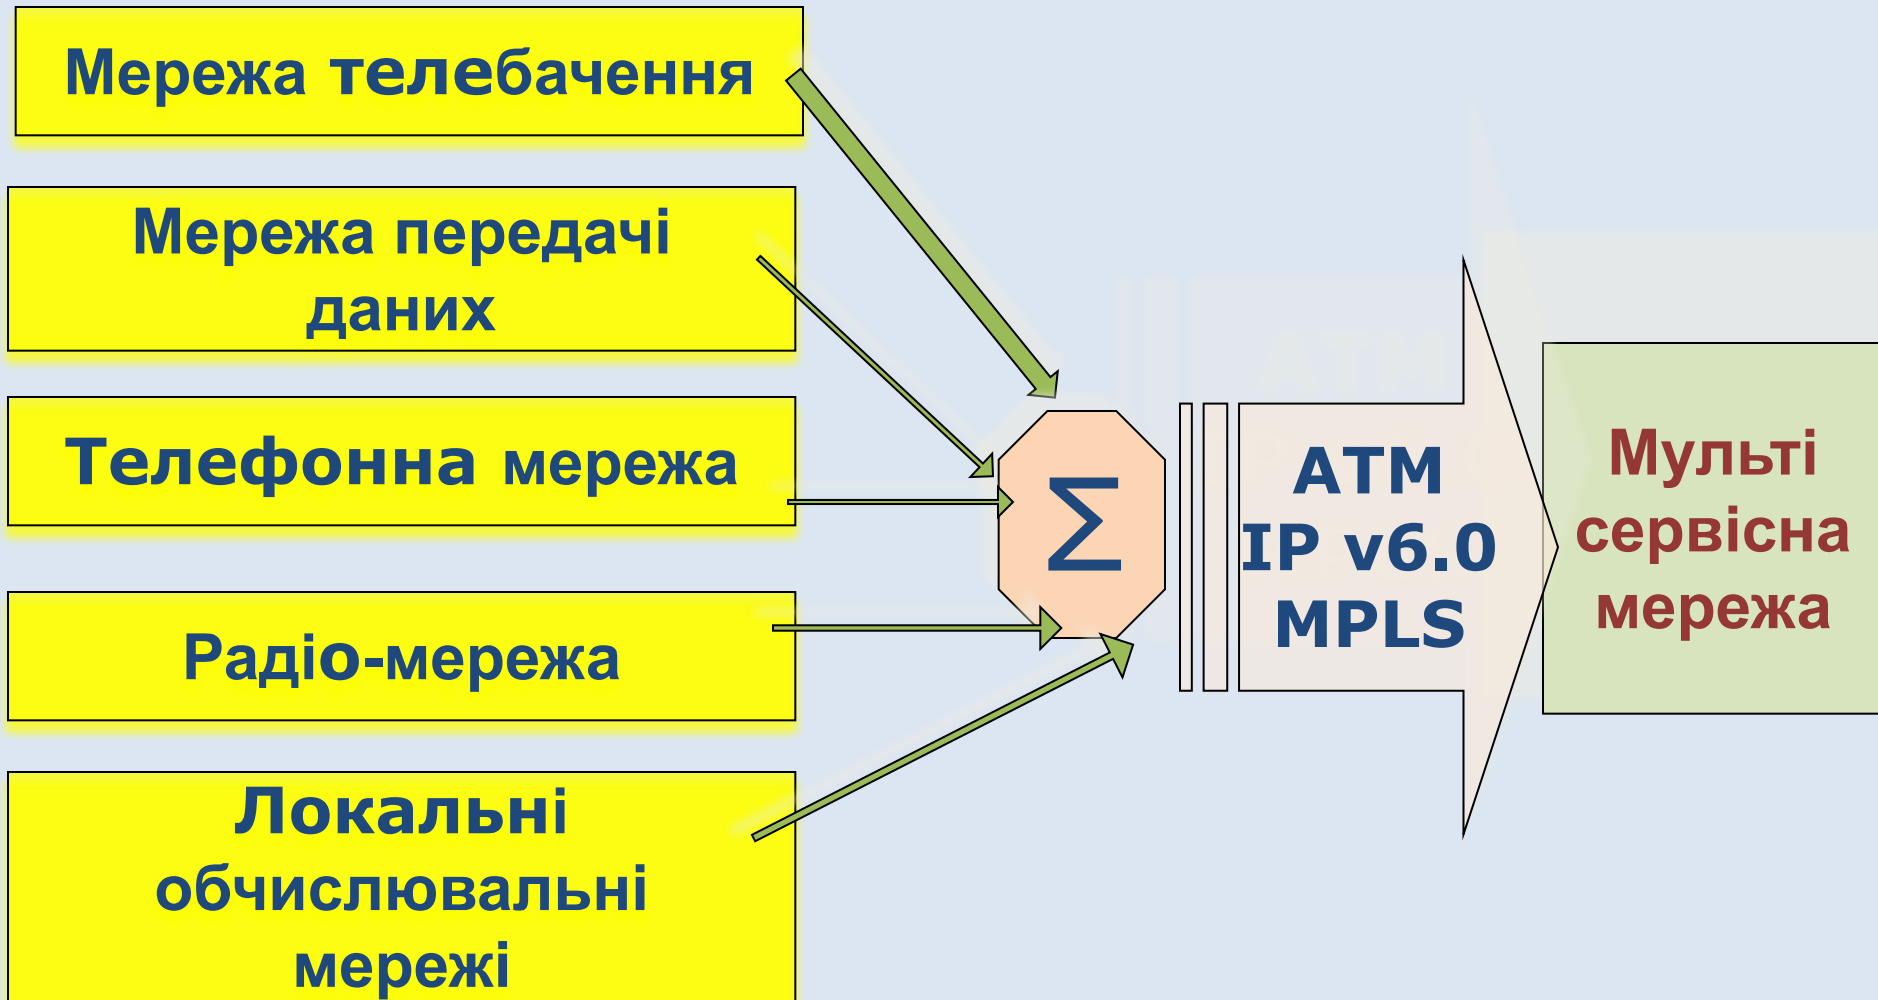 Мережа телебачення
Мережа передачі
даних
Телефонна мережа
Радіо-мережа
Локальні
обчислювальні
мережі
Σ
ATM
IP v6.0
MPLS
Мульті
сервісна
мережа